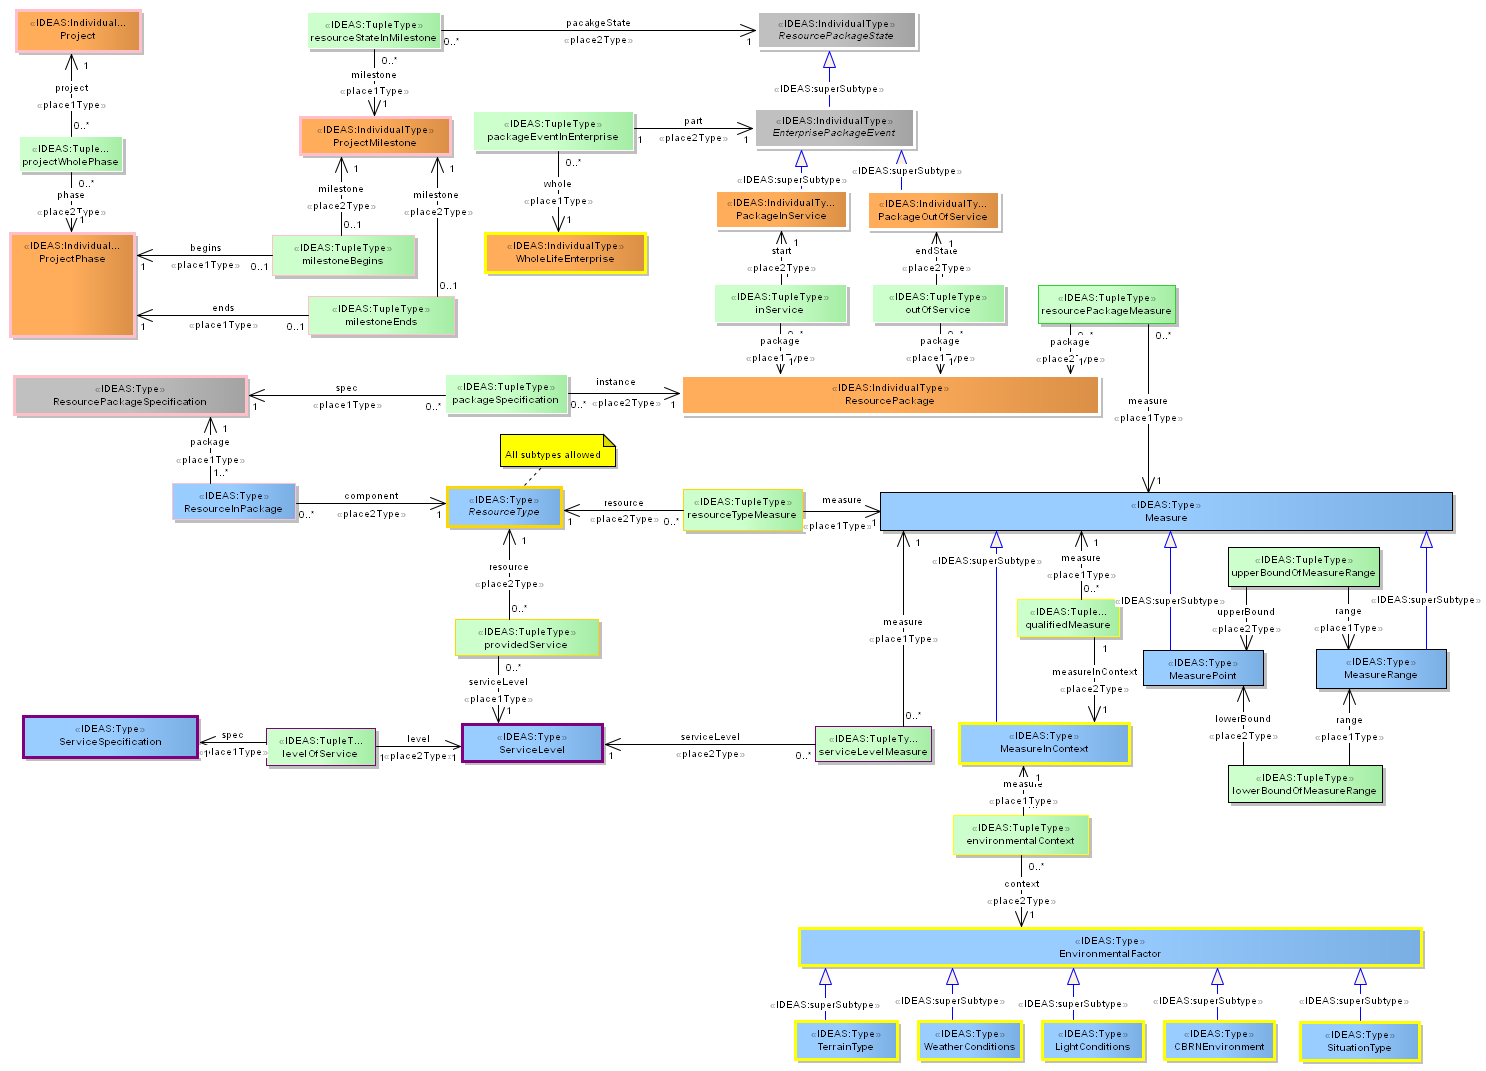 «IDEAS:Individual...
Project
1
project
«place1Type»
0..*
«IDEAS:Tuple...
projectWholePhase
0..*
phase
«place2Type»
1
«IDEAS:Individual...
ProjectPhase
«IDEAS:TupleType»
resourceStateInMilestone
0..*
pacakgeState
«place2Type»
1
«IDEAS:IndividualType»
ResourcePackageState
0..*
milestone
«place1Type»
1
«IDEAS:IndividualType»
ProjectMilestone
1
1
milestone
«place2Type»
0..1
milestone
«place2Type»
0..1
begins
«place1Type»
1
0..1
«IDEAS:TupleType»
milestoneBegins
ends
«place1Type»
1
0..1
«IDEAS:TupleType»
milestoneEnds
«IDEAS:superSubtype»
«IDEAS:TupleType»
packageEventInEnterprise
1
part
«place2Type»
1
«IDEAS:IndividualType»
EnterprisePackageEvent
0..*
whole
«place1Type»
1
«IDEAS:IndividualType»
WholeLifeEnterprise
«IDEAS:superSubtype»
«IDEAS:superSubtype»
«IDEAS:IndividualTy...
PackageInService
«IDEAS:IndividualTy...
PackageOutOfService
1
start
«place2Type»
1
endState
«place2Type»
«IDEAS:TupleType»
inService
«IDEAS:TupleType»
outOfService
«IDEAS:TupleType»
resourcePackageMeasure
0..*
package
«place1Type»
1
0..*
package
«place1Type»
1
0..*
package
«place2Type»
1
0..*
measure
«place1Type»
1
«IDEAS:Type»
ResourcePackageSpecification
spec
«place1Type»
1
0..*
«IDEAS:TupleType»
packageSpecification
instance
«place2Type»
0..*
1
«IDEAS:IndividualType»
ResourcePackage
1
package
«place1Type»
1..*
«IDEAS:Type»
ResourceInPackage
component
«place2Type»
0..*
1
All subtypes allowed
«IDEAS:Type»
ResourceType
resource
«place2Type»
1
0..*
«IDEAS:TupleType»
resourceTypeMeasure
measure
«place1Type»
1
«IDEAS:Type»
Measure
1
resource
«place2Type»
0..*
«IDEAS:TupleType»
providedService
0..*
serviceLevel
«place1Type»
1
«IDEAS:Type»
ServiceSpecification
spec
«place1Type»
1
«IDEAS:TupleT...
levelOfService
level
«place2Type»
1
1
«IDEAS:Type»
ServiceLevel
serviceLevel
«place2Type»
1
0..*
«IDEAS:TupleTy...
serviceLevelMeasure
1
measure
«place1Type»
0..*
«IDEAS:superSubtype»
1
measure
«place1Type»
0..*
«IDEAS:Tuple...
qualifiedMeasure
1
measureInContext
«place2Type»
1
«IDEAS:Type»
MeasureInContext
«IDEAS:superSubtype»
«IDEAS:TupleType»
upperBoundOfMeasureRange
upperBound
«place2Type»
range
«place1Type»
«IDEAS:superSubtype»
«IDEAS:Type»
MeasurePoint
«IDEAS:Type»
MeasureRange
lowerBound
«place2Type»
range
«place1Type»
«IDEAS:TupleType»
lowerBoundOfMeasureRange
1
measure
«place1Type»
«IDEAS:TupleType»
environmentalContext
0..*
context
«place2Type»
1
«IDEAS:Type»
EnvironmentalFactor
«IDEAS:superSubtype»
«IDEAS:superSubtype»
«IDEAS:superSubtype»
«IDEAS:superSubtype»
«IDEAS:superSubtype»
«IDEAS:Type»
TerrainType
«IDEAS:Type»
WeatherConditions
«IDEAS:Type»
LightConditions
«IDEAS:Type»
CBRNEnvironment
«IDEAS:Type»
SituationType